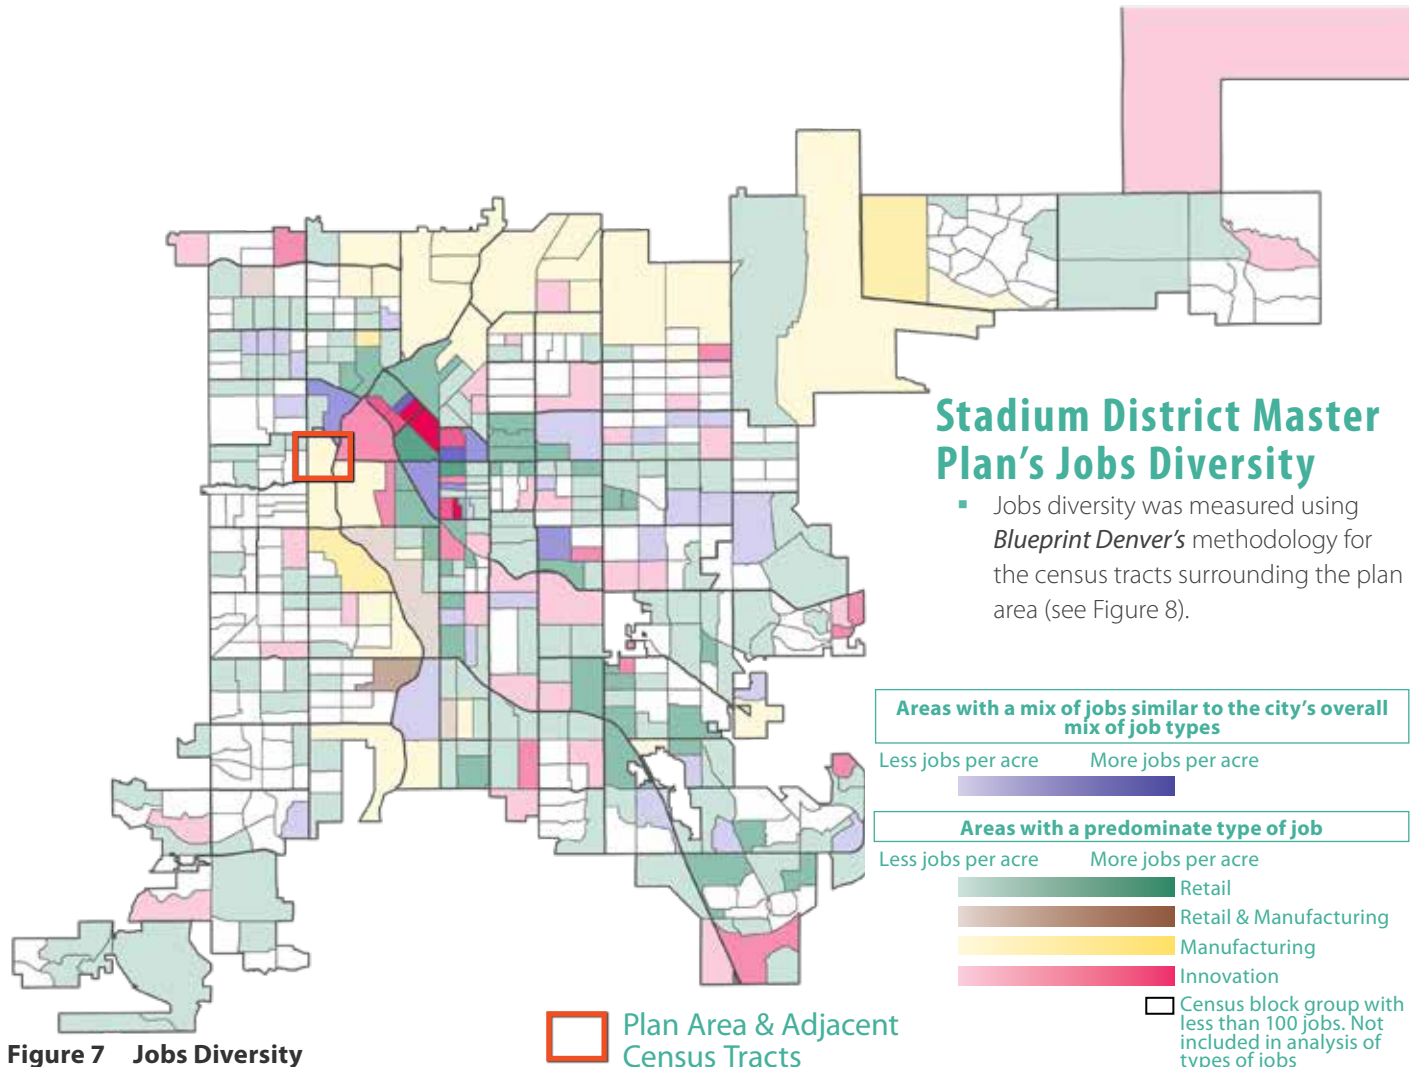 Stadium District Master
Plan's Jobs Diversity
▪ Jobs diversity was measured using
Blueprint Denver's methodology for
the census tracts surrounding the plan
area (see Figure 8).
Areas with a mix of jobs similar to the city's overall
mix of job types
Less jobs per acre More jobs per acre
Areas with a predominate type of job
Less jobs per acre More jobs per acre
Retail
Retail & Manufacturing
Manufacturing
Innovation
Census block group with
less than 100 jobs. Not
included in analysis of
types of jobs
Plan Area & Adjacent
Census Tracts
Figure 7 Jobs Diversity